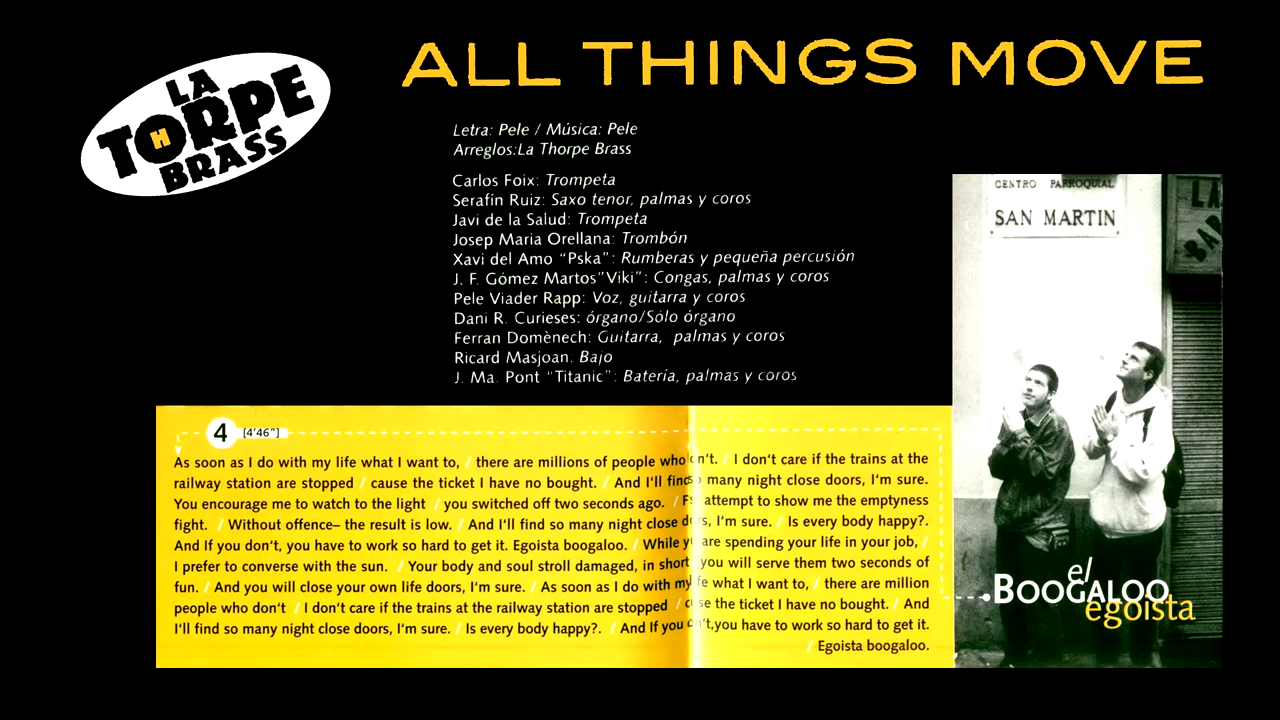 LA
THORPE
BRASS
ALL THINGS MOVE
Letra: Pele / Música: Pele
Arreglos:La Thorpe Brass
Carlos Foix: Trompeta
Serafín Ruiz: Saxo tenor, palmas y coros
Javi de la Salud: Trompeta
Josep Maria Orellana: Trombón
Xavi del Amo “Pska”: Rumberas y pequeña percusión
J. F. Gómez Martos”Viki”: Congas, palmas y coros
Pele Viader Rapp: Voz, guitarra y coros
Dani R. Curieses: órgano/Sólo órgano
Ferran Domènech: Guitarra, palmas y coros
Ricard Masjoan. Bajo
J. Ma. Pont “Titanic”: Batería, palmas y coros
CENTRO PARROQUIAL
SAN MARTIN
LA
BAR
4 [4'46”]
As soon as I do with my life what I want to, / there are millions of people who n't. / I don't care if the trains at the
railway station are stopped / cause the ticket I have no bought. / And I'll find many night close doors, I'm sure.
You encourage me to watch to the light / you switched off two seconds ago. / attempt to show me the emptyness
fight. / Without offence– the result is low. / And I'll find so many night close d rs, I'm sure. / Is every body happy?.
And If you don't, you have to work so hard to get it.Egoista boogaloo. / While y are spending your life in your job, /
I prefer to converse with the sun. / Your body and soul stroll damaged, in short you will serve them two seconds of
fun. / And you will close your own life doors, I'm sure. / As soon as I do with my fe what I want to, / there are million
people who don't / I don't care if the trains at the railway station are stopped / c se the ticket I have no bought. / And
I'll find so many night close doors, I'm sure. / Is every body happy?. / And If you n't,you have to work so hard to get it.
/ Egoista boogaloo.
el
BOOGALOO
egoísta